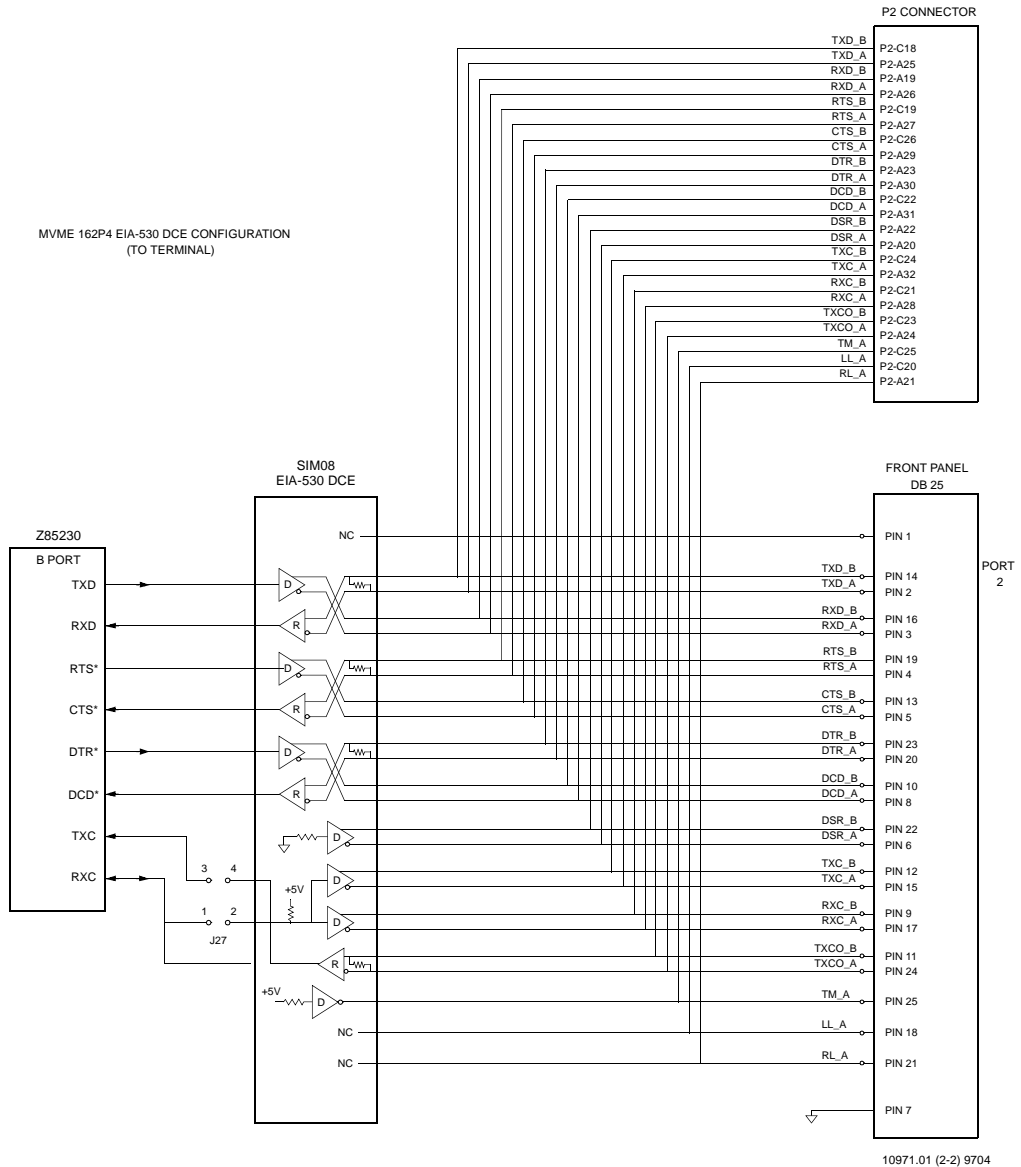 P2 CONNECTOR
TXD_B P2-C18
TXD_A P2-A25
RXD_B P2-A19
RXD_A P2-A26
RTS_B P2-C19
RTS_A P2-A27
CTS_B P2-C26
CTS_A P2-A29
DTR_B P2-A23
DTR_A P2-A30
DCD_B P2-C22
DCD_A P2-A31
DSR_B P2-A22
DSR_A P2-A20
TXC_B P2-C24
TXC_A P2-A32
RXC_B P2-C21
RXC_A P2-A28
TXCO_B P2-C23
TXCO_A P2-A24
TM_A P2-C25
LL_A P2-C20
RL_A P2-A21
MVME 162P4 EIA-530 DCE CONFIGURATION
(TO TERMINAL)
SIM08
EIA-530 DCE
FRONT PANEL
DB 25
Z85230
B PORT
PORT
2
NC PIN 1
TXD D TXD_B PIN 14
TXD_A PIN 2
RXD R RXD_B PIN 16
RXD_A PIN 3
RTS* D RTS_B PIN 19
RTS_A PIN 4
CTS* R CTS_B PIN 13
CTS_A PIN 5
DTR* D DTR_B PIN 23
DTR_A PIN 20
DCD* R DCD_B PIN 10
DCD_A PIN 8
TXC D DSR_B PIN 22
DSR_A PIN 6
RXC 3 4 D TXC_B PIN 12
TXC_A PIN 15
+5V
1 2 D RXC_B PIN 9
RXC_A PIN 17
J27
R TXCO_B PIN 11
TXCO_A PIN 24
+5V D TM_A PIN 25
NC LL_A PIN 18
NC RL_A PIN 21
PIN 7
10971.01 (2-2) 9704